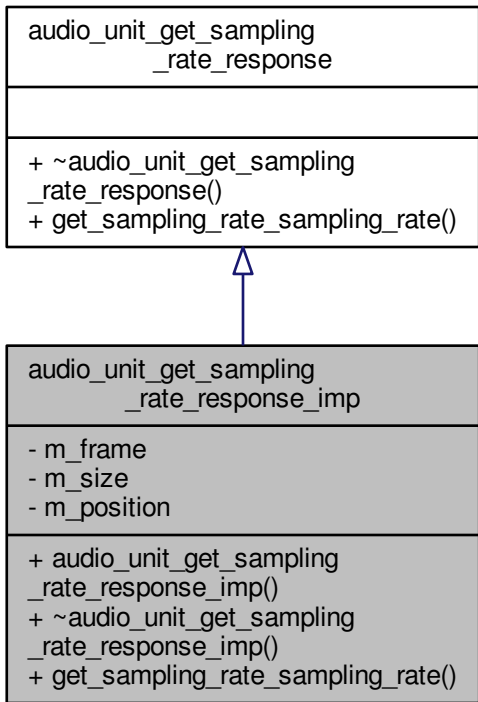 audio_unit_get_sampling
_rate_response
+ ~audio_unit_get_sampling
_rate_response()
+ get_sampling_rate_sampling_rate()
audio_unit_get_sampling
_rate_response_imp
- m_frame
- m_size
- m_position
+ audio_unit_get_sampling
_rate_response_imp()
+ ~audio_unit_get_sampling
_rate_response_imp()
+ get_sampling_rate_sampling_rate()